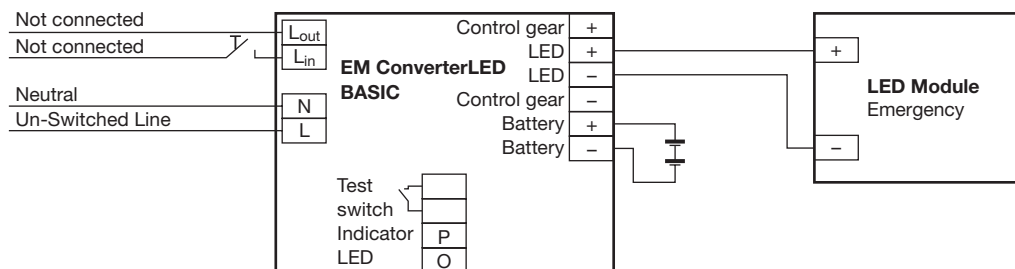 Not connected
Not connected
Neutral
Un-Switched Line
Lout
Lin
N
L
EM ConverterLED
BASIC
Control gear +
LED +
LED –
Control gear –
Battery +
Battery –
Test
switch
Indicator P
LED O
+
–
LED Module
Emergency